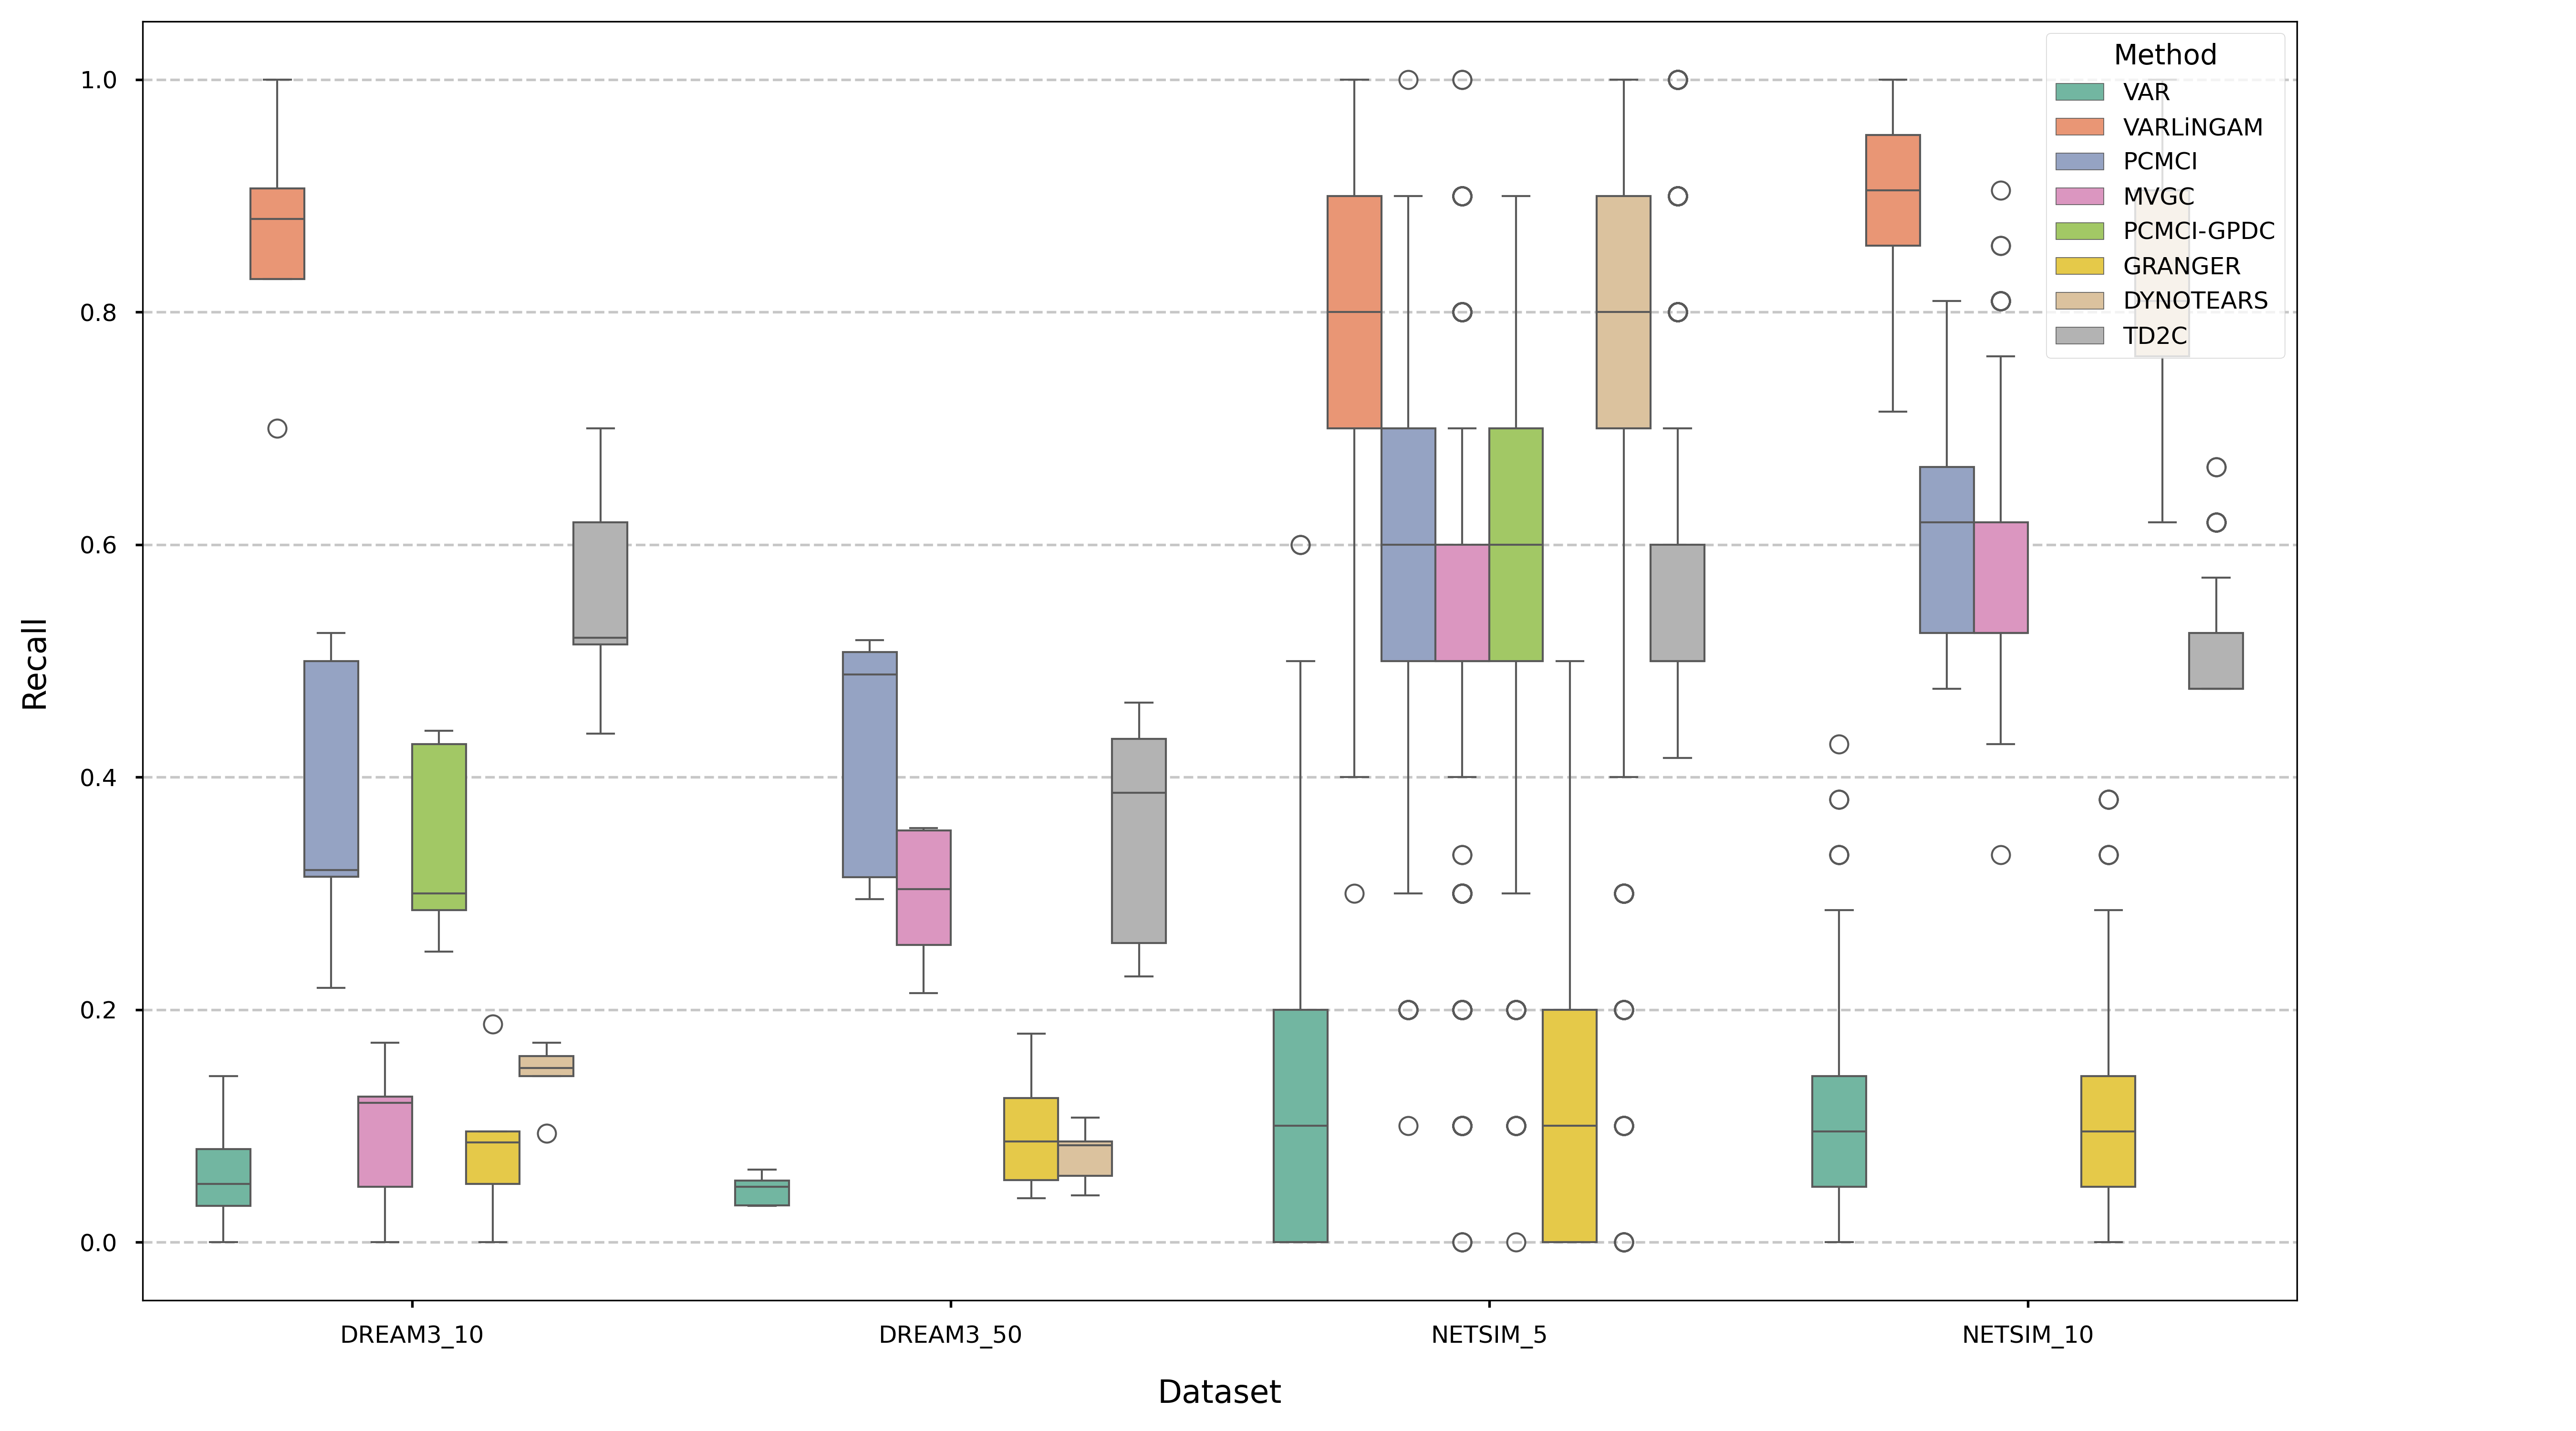 Method
VAR
VARLiNGAM
PCMCI
MVGC
PCMCI-GPDC
GRANGER
DYNOTEARS
TD2C
1.0
0.8
0.6
0.4
0.2
0.0
Recall
DREAM3_10 DREAM3_50 NETSIM_5 NETSIM_10
Dataset